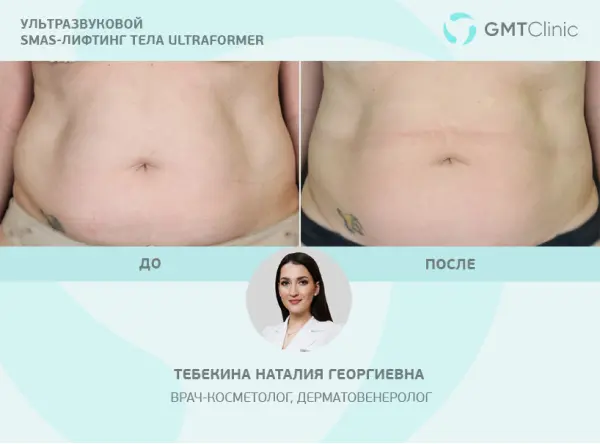 УЛЬТРАЗВУКОВОЙ
SMAS-ЛИФТИНГ ТЕЛА ULTRAFORMER
GMTClinic
ДО
ПОСЛЕ
ТЕБЕКИНА НАТАЛИЯ ГЕОРГИЕВНА
ВРАЧ-КОСМЕТОЛОГ, ДЕРМАТОВЕНЕРОЛОГ